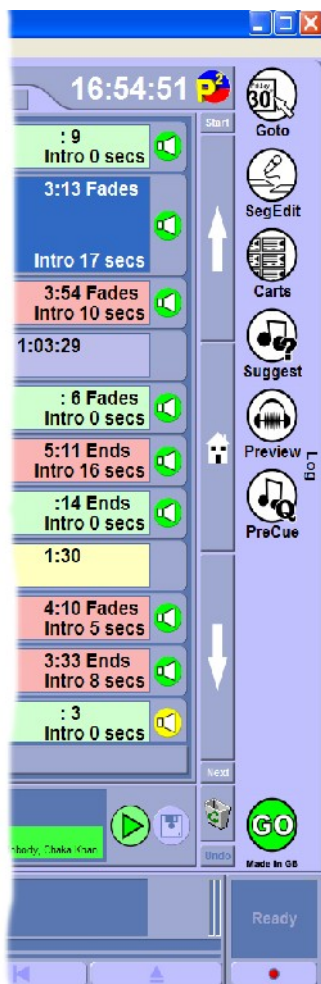 16:54:51
P2
Start
: 9
Intro 0 secs
3:13 Fades
Intro 17 secs
3:54 Fades
Intro 10 secs
1:03:29
: 6 Fades
Intro 0 secs
5:11 Ends
Intro 16 secs
:14 Ends
Intro 0 secs
1:30
4:10 Fades
Intro 5 secs
3:33 Ends
Intro 8 secs
: 3
Intro 0 secs
Next
Undo
Chaka Khan
Friday
30
Goto
SegEdit
Carts
Suggest
Preview
Log
Q
PreCue
GO
Made In GB
Ready